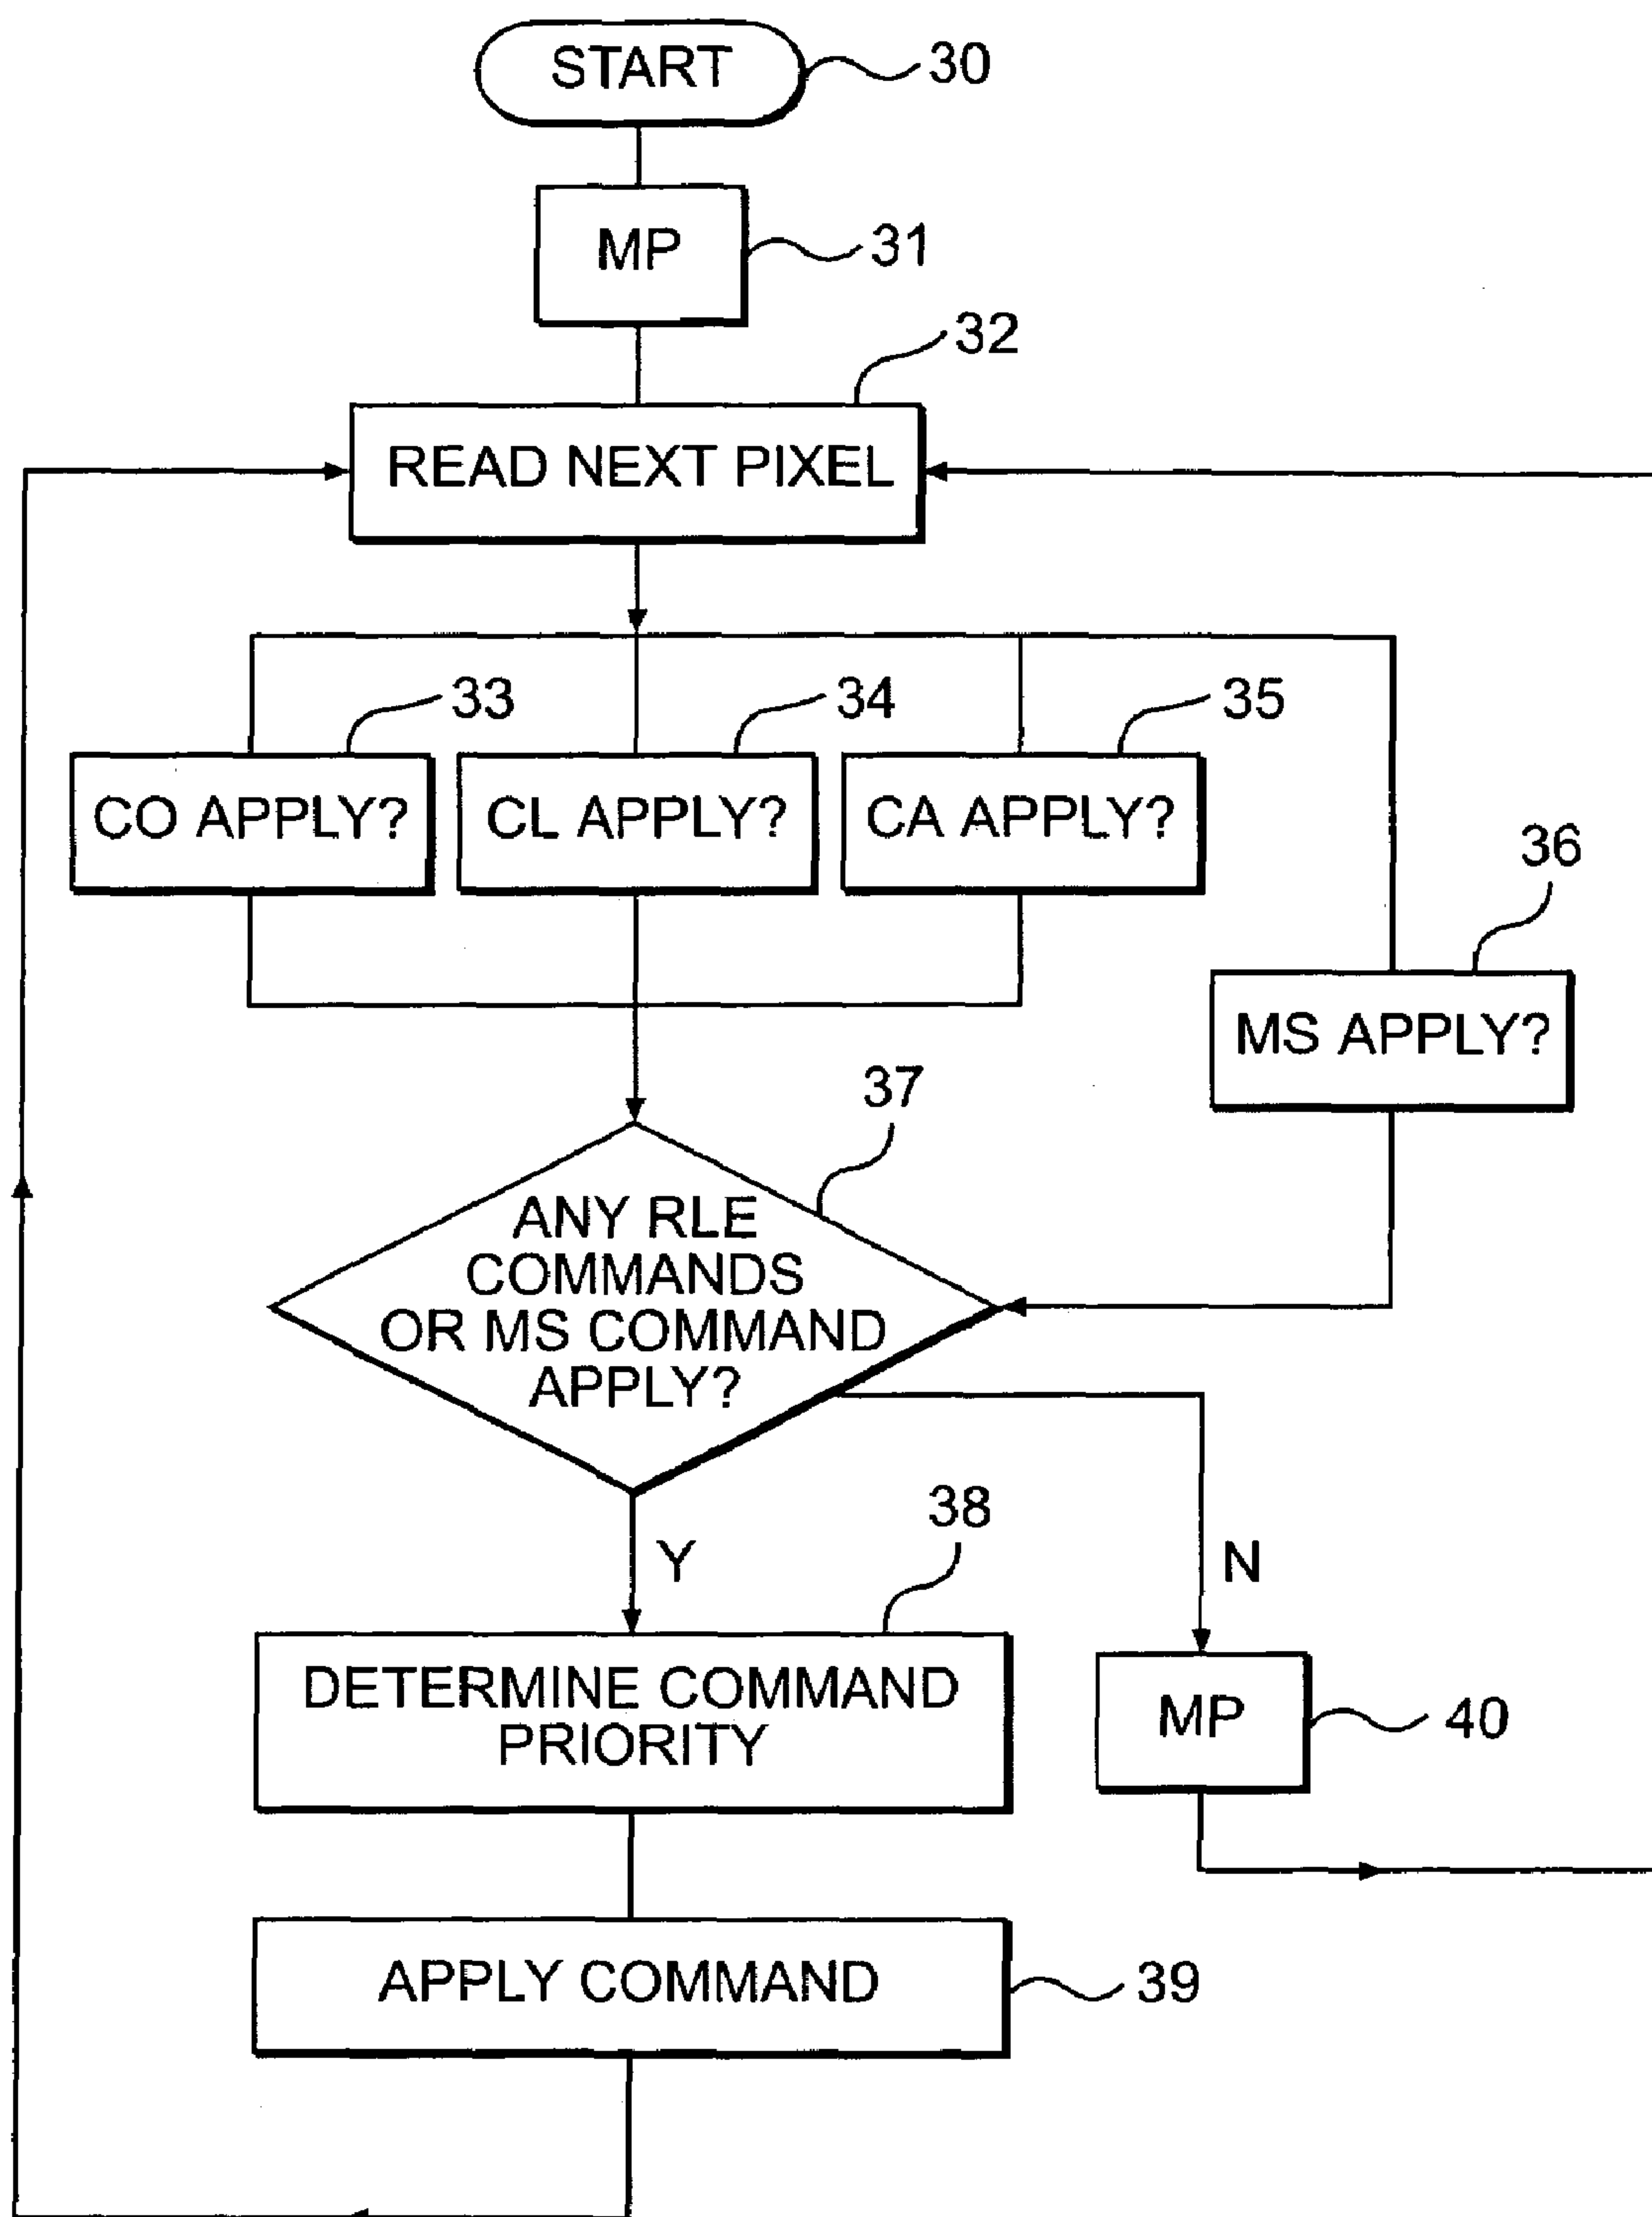 START
30
MP
31
32
READ NEXT PIXEL
33
34
35
CO APPLY?
CL APPLY?
CA APPLY?
36
MS APPLY?
37
ANY RLE
COMMANDS
OR MS COMMAND
APPLY?
38
Y
N
DETERMINE COMMAND
PRIORITY
MP
40
APPLY COMMAND
39